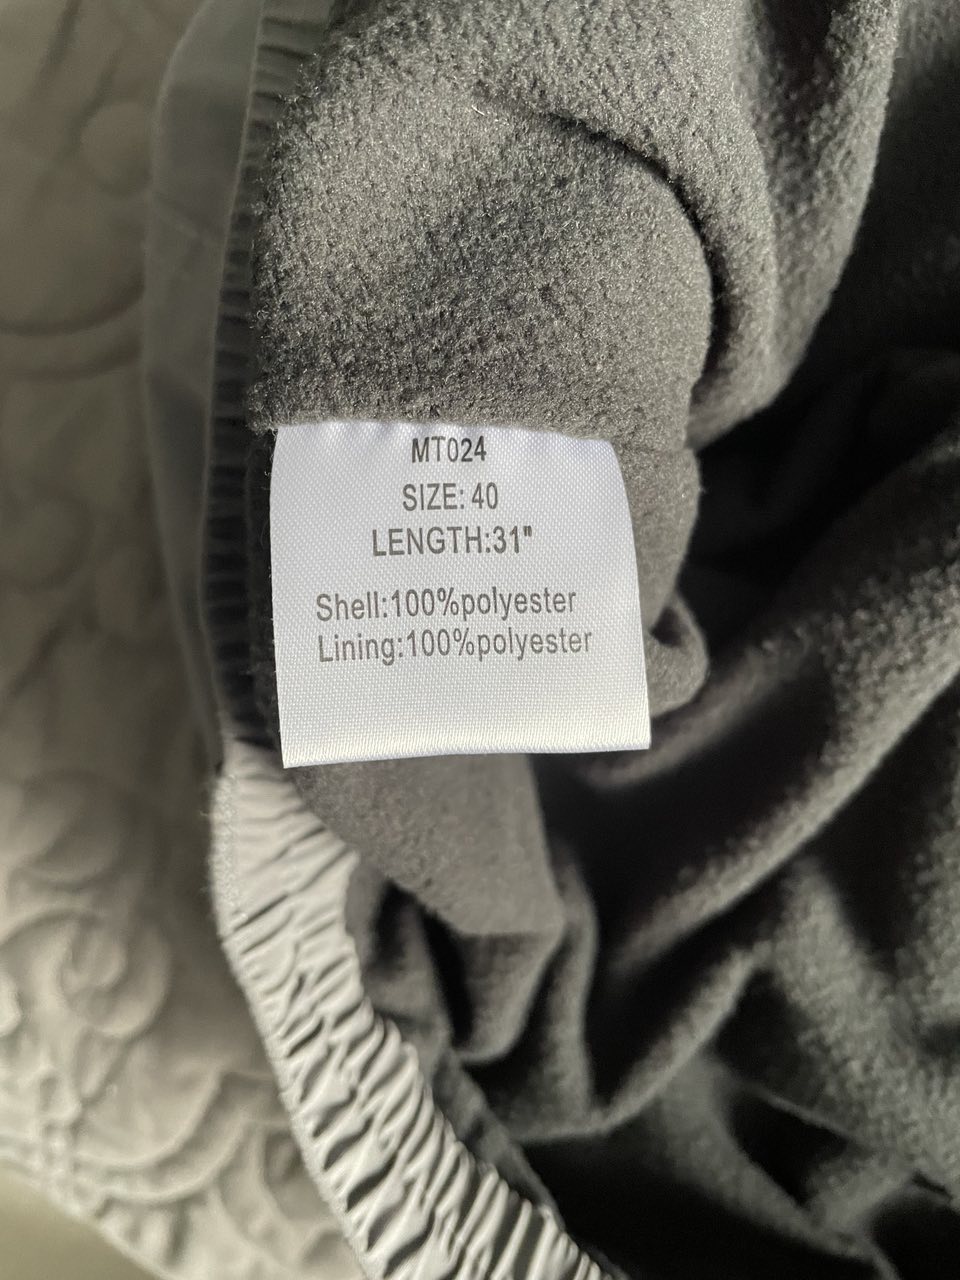 MT024
SIZE: 40
LENGTH:31"
Shell:100%polyester
Lining:100%polyester